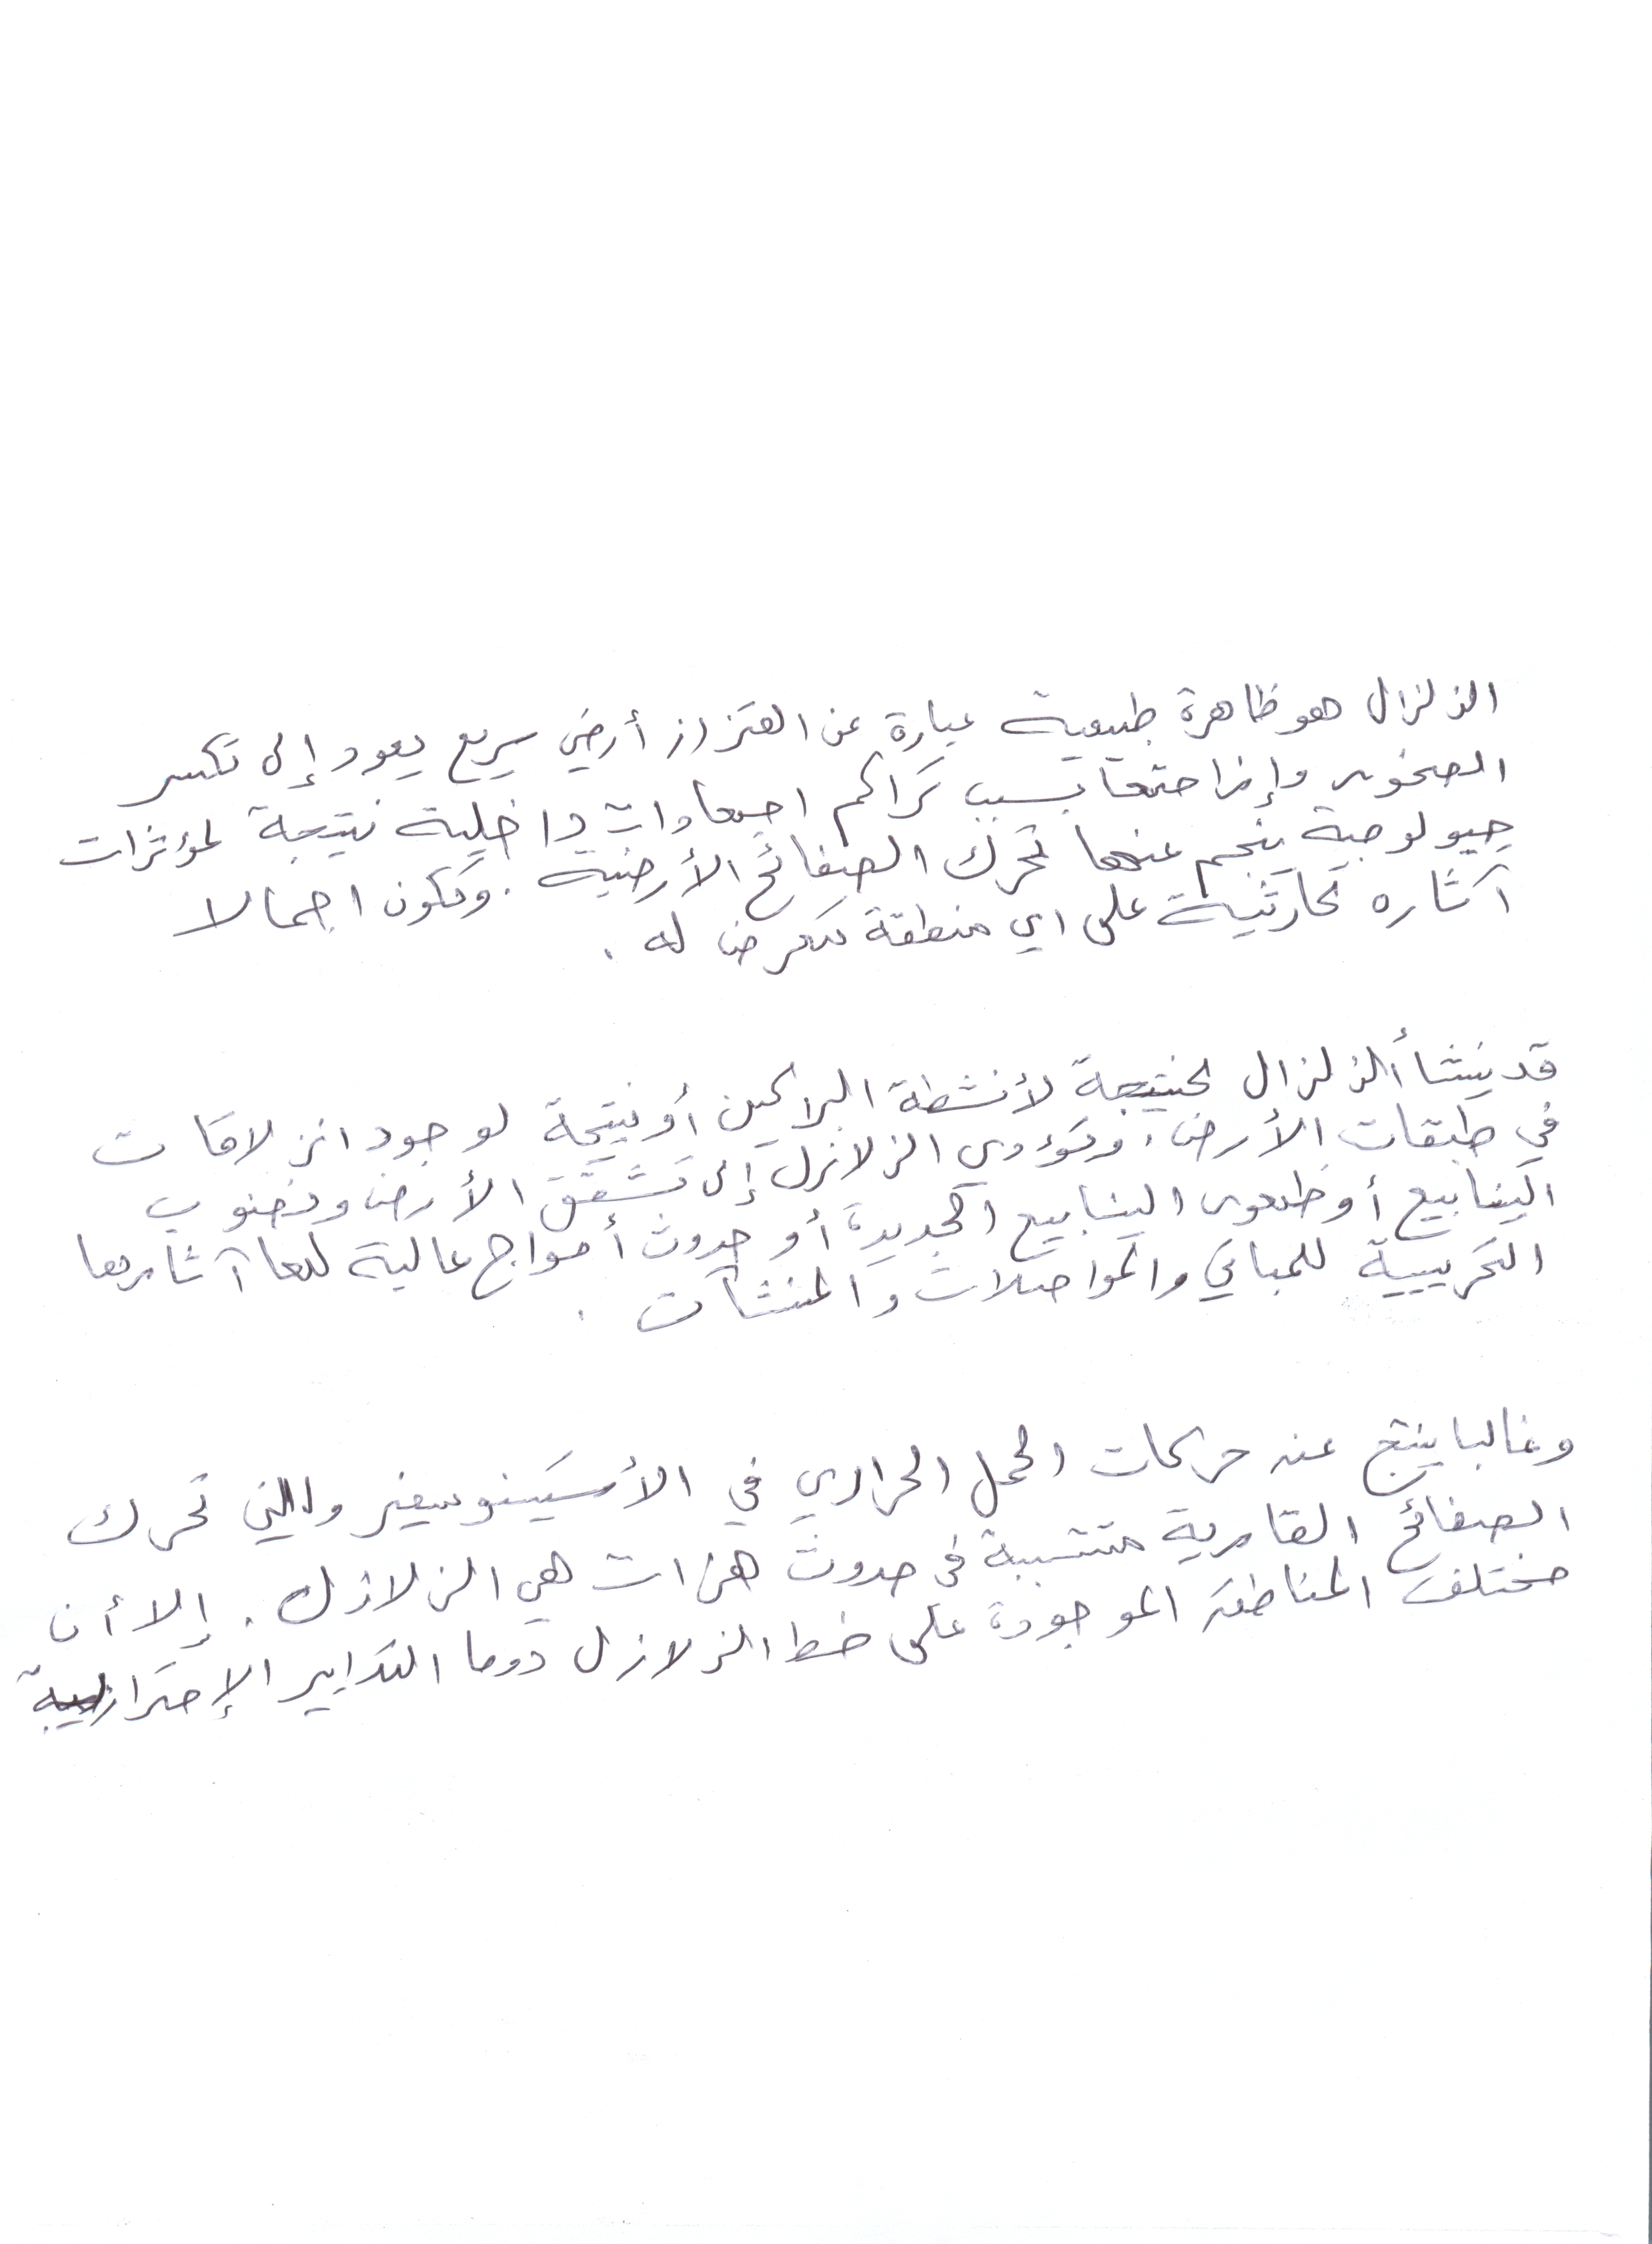 الزلزال هو ظاهرة طبيعية عبارة عن اهتزاز أرضي سريع يعود إلى تكسر
الصخور وإزاحتها بسبب تراكم اجهادات داخلية نتيجة لمؤثرات
جيولوجية ينجم عنها تحرك الصفائح الأرضية. وتكون اجمالا
آثاره كارثية على اي منطقة تتعرض له.
قد ينشأ الزلزال كنتيجة لأنشطة البراكين أو نتيجة لوجود انزلاقات
في طبقات الأرض، وتؤدي الزلازل إلى تشقق الأرض ونضوب
الينابيع أو ظهور الينابيع الجديدة أو حدوث أمواج عالية لها آثارها
التخريبية للمباني والمواصلات والمنشآت.
وغالبا ينتج عن حركات الحمل الحراري في الأسينوسفير والتي تحرك
الصفائح القارية متسببة في حدوث هزات هي الزلازل. إلا أن
مختلف المناطق الموجودة على خط الزلازل دوما التدابير الإحترازية